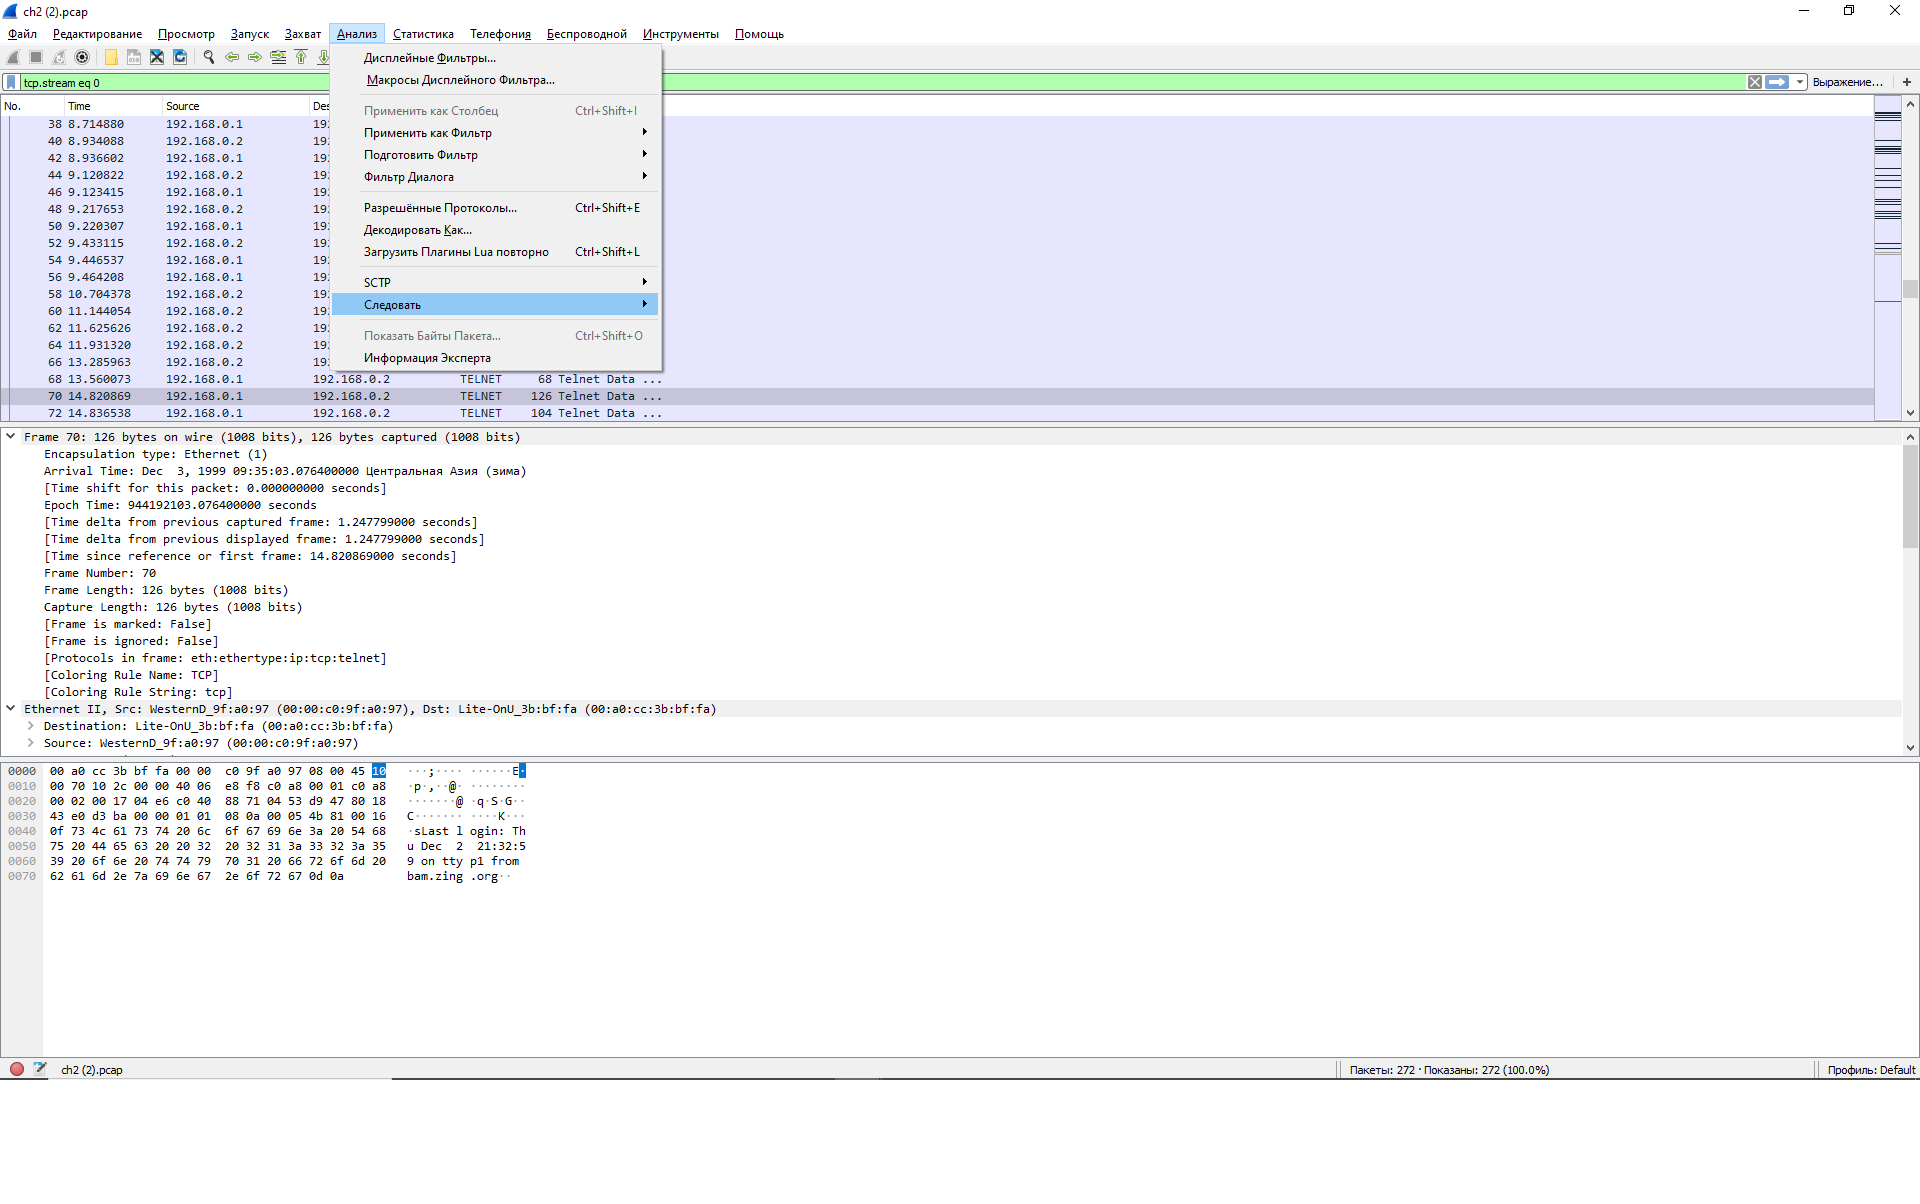 ch2 (2).pcap
Файл Редактирование Просмотр Запуск Захват Анализ Статистика Телефония Беспроводной Инструменты Помощь
tcp.stream eq 0 Выражение... +
No. Time Source Des
38 8.714880 192.168.0.1 192
40 8.934088 192.168.0.2 192
42 8.936602 192.168.0.1 192
44 9.120822 192.168.0.2 192
46 9.123415 192.168.0.1 192
48 9.217653 192.168.0.2 192
50 9.220307 192.168.0.1 192
52 9.433115 192.168.0.2 192
54 9.446537 192.168.0.1 192
56 9.464208 192.168.0.1 192
58 10.704378 192.168.0.2 192
60 11.144054 192.168.0.2 192
62 11.625626 192.168.0.2 192
64 11.931320 192.168.0.2 192
66 13.285963 192.168.0.2 192
68 13.560073 192.168.0.1 192.168.0.2 TELNET 68 Telnet Data ...
70 14.820869 192.168.0.1 192.168.0.2 TELNET 126 Telnet Data ...
72 14.836538 192.168.0.1 192.168.0.2 TELNET 104 Telnet Data ...
Дисплейные Фильтры...
Макросы Дисплейного Фильтра...
Применить как Столбец Ctrl+Shift+I
Применить как Фильтр
Подготовить Фильтр
Фильтр Диалога
Разрешённые Протоколы... Ctrl+Shift+E
Декодировать Как...
Загрузить Плагины Lua повторно Ctrl+Shift+L
SCTP
Следовать
Показать Байты Пакета... Ctrl+Shift+O
Информация Эксперта
Frame 70: 126 bytes on wire (1008 bits), 126 bytes captured (1008 bits)
Encapsulation type: Ethernet (1)
Arrival Time: Dec  3, 1999 09:35:03.076400000 Центральная Азия (зима)
[Time shift for this packet: 0.000000000 seconds]
Epoch Time: 944192103.076400000 seconds
[Time delta from previous captured frame: 1.247799000 seconds]
[Time delta from previous displayed frame: 1.247799000 seconds]
[Time since reference or first frame: 14.820869000 seconds]
Frame Number: 70
Frame Length: 126 bytes (1008 bits)
Capture Length: 126 bytes (1008 bits)
[Frame is marked: False]
[Frame is ignored: False]
[Protocols in frame: eth:ethertype:ip:tcp:telnet]
[Coloring Rule Name: TCP]
[Coloring Rule String: tcp]
Ethernet II, Src: WesternD_9f:a0:97 (00:00:c0:9f:a0:97), Dst: Lite-OnU_3b:bf:fa (00:a0:cc:3b:bf:fa)
Destination: Lite-OnU_3b:bf:fa (00:a0:cc:3b:bf:fa)
Source: WesternD_9f:a0:97 (00:00:c0:9f:a0:97)
0000 00 a0 cc 3b bf fa 00 00 c0 9f a0 97 08 00 45 10 ···;···· ······E·
0010 00 70 10 2c 00 00 40 06 e8 f8 c0 a8 00 01 c0 a8 ·p·,··@· ········
0020 00 02 00 17 04 e6 c0 40 88 71 04 53 d9 47 80 18 ·······@ ·q·S·G··
0030 43 e0 d3 ba 00 00 01 01 08 0a 00 05 4b 81 00 16 C······· ····K···
0040 0f 73 4c 61 73 74 20 6c 6f 67 69 6e 3a 20 54 68 ·sLast l ogin: Th
0050 75 20 44 65 63 20 20 32 20 32 31 3a 33 32 3a 35 u Dec  2  21:32:5
0060 39 20 6f 6e 20 74 74 79 70 31 20 66 72 6f 6d 20 9 on tty p1 from
0070 62 61 6d 2e 7a 69 6e 67 2e 6f 72 67 0d 0a bam.zing .org··
ch2 (2).pcap Пакеты: 272 · Показаны: 272 (100.0%) Профиль: Default